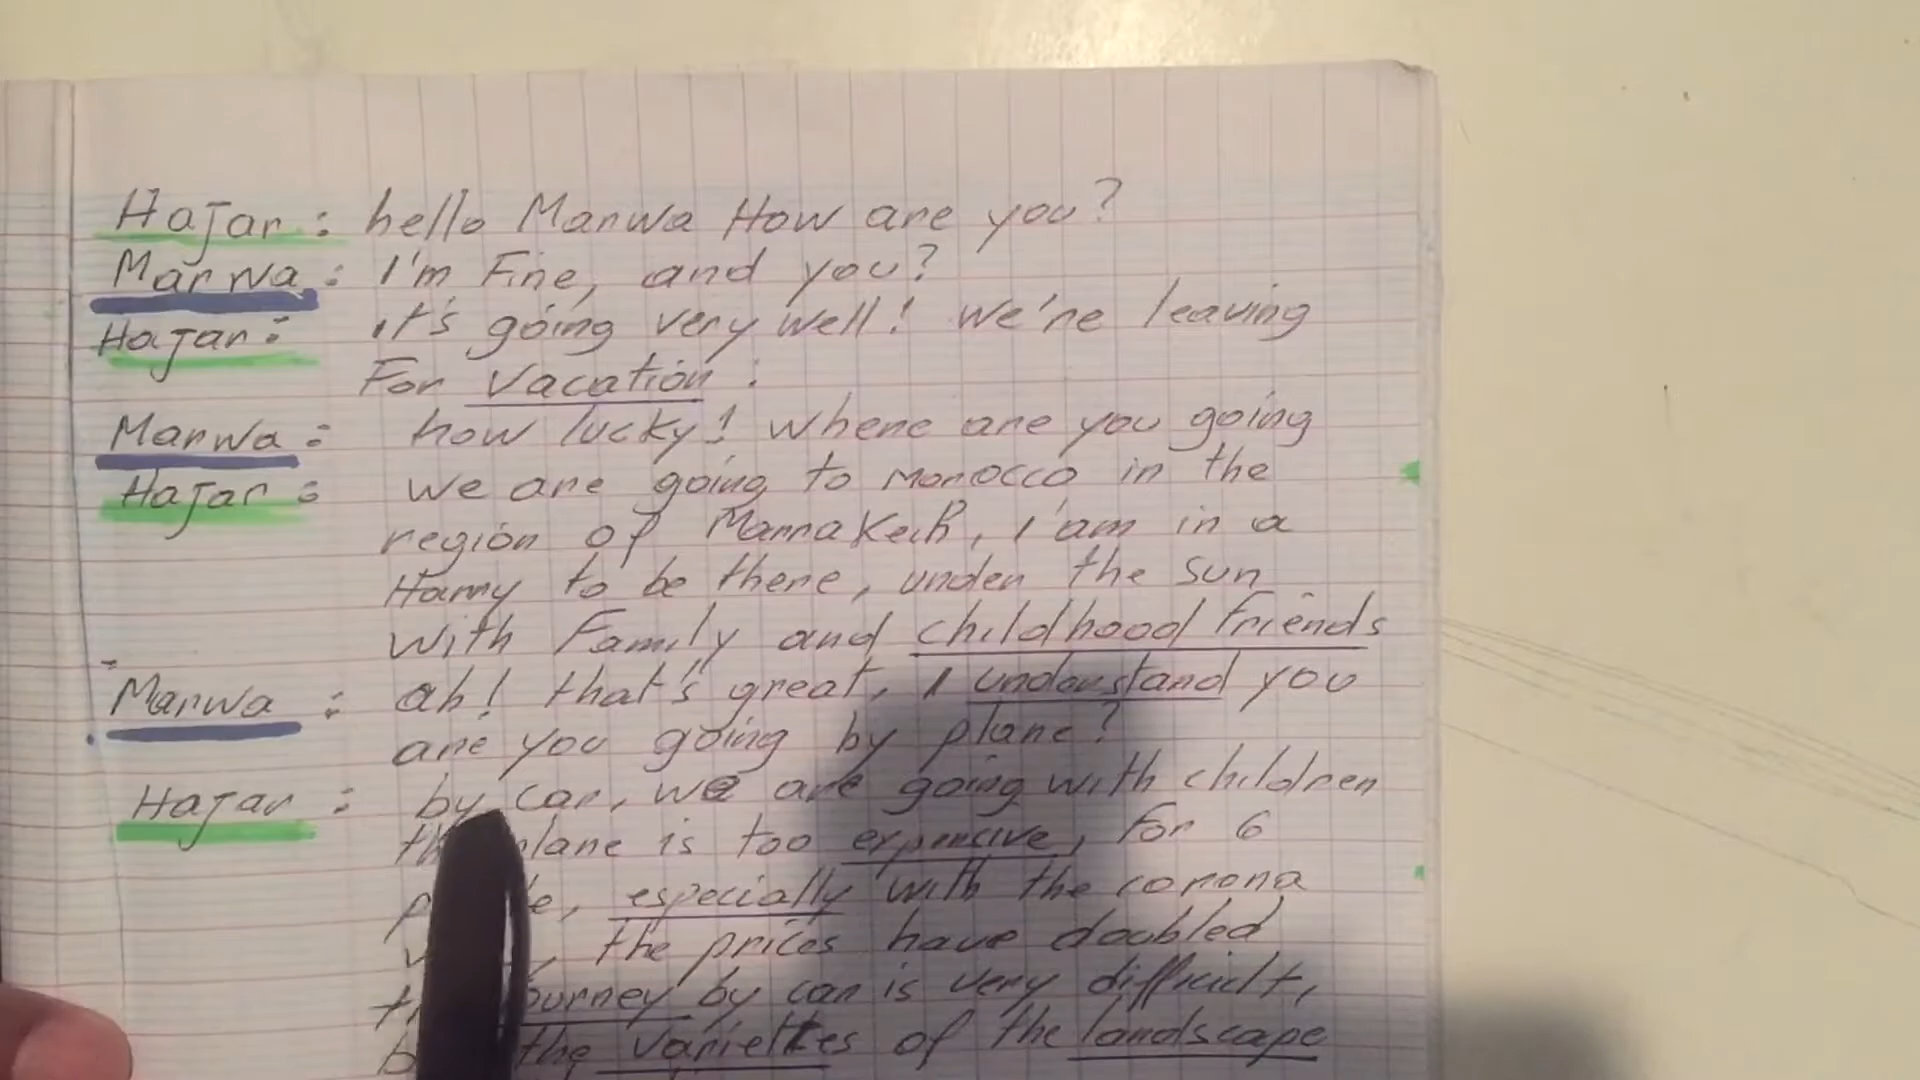 Hajar : hello Marwa How are you?
Marwa : I'm Fine, and you?
Hajar : it's going very well! we're leaving
For vacation :
Marwa : how lucky! where are you going
Hajar : we are going to Morocco in the
region of Marrakech, I'am in a
Harry to be there, under the sun
with Family and childhood friends
Marwa : ah! that's great, I understand you
are you going by plane?
Hajar : by car, we are going with children
is too expensive, For 6
especially with the corona
the prices have doubled
by car is very difficult,
the varieties of the landscape